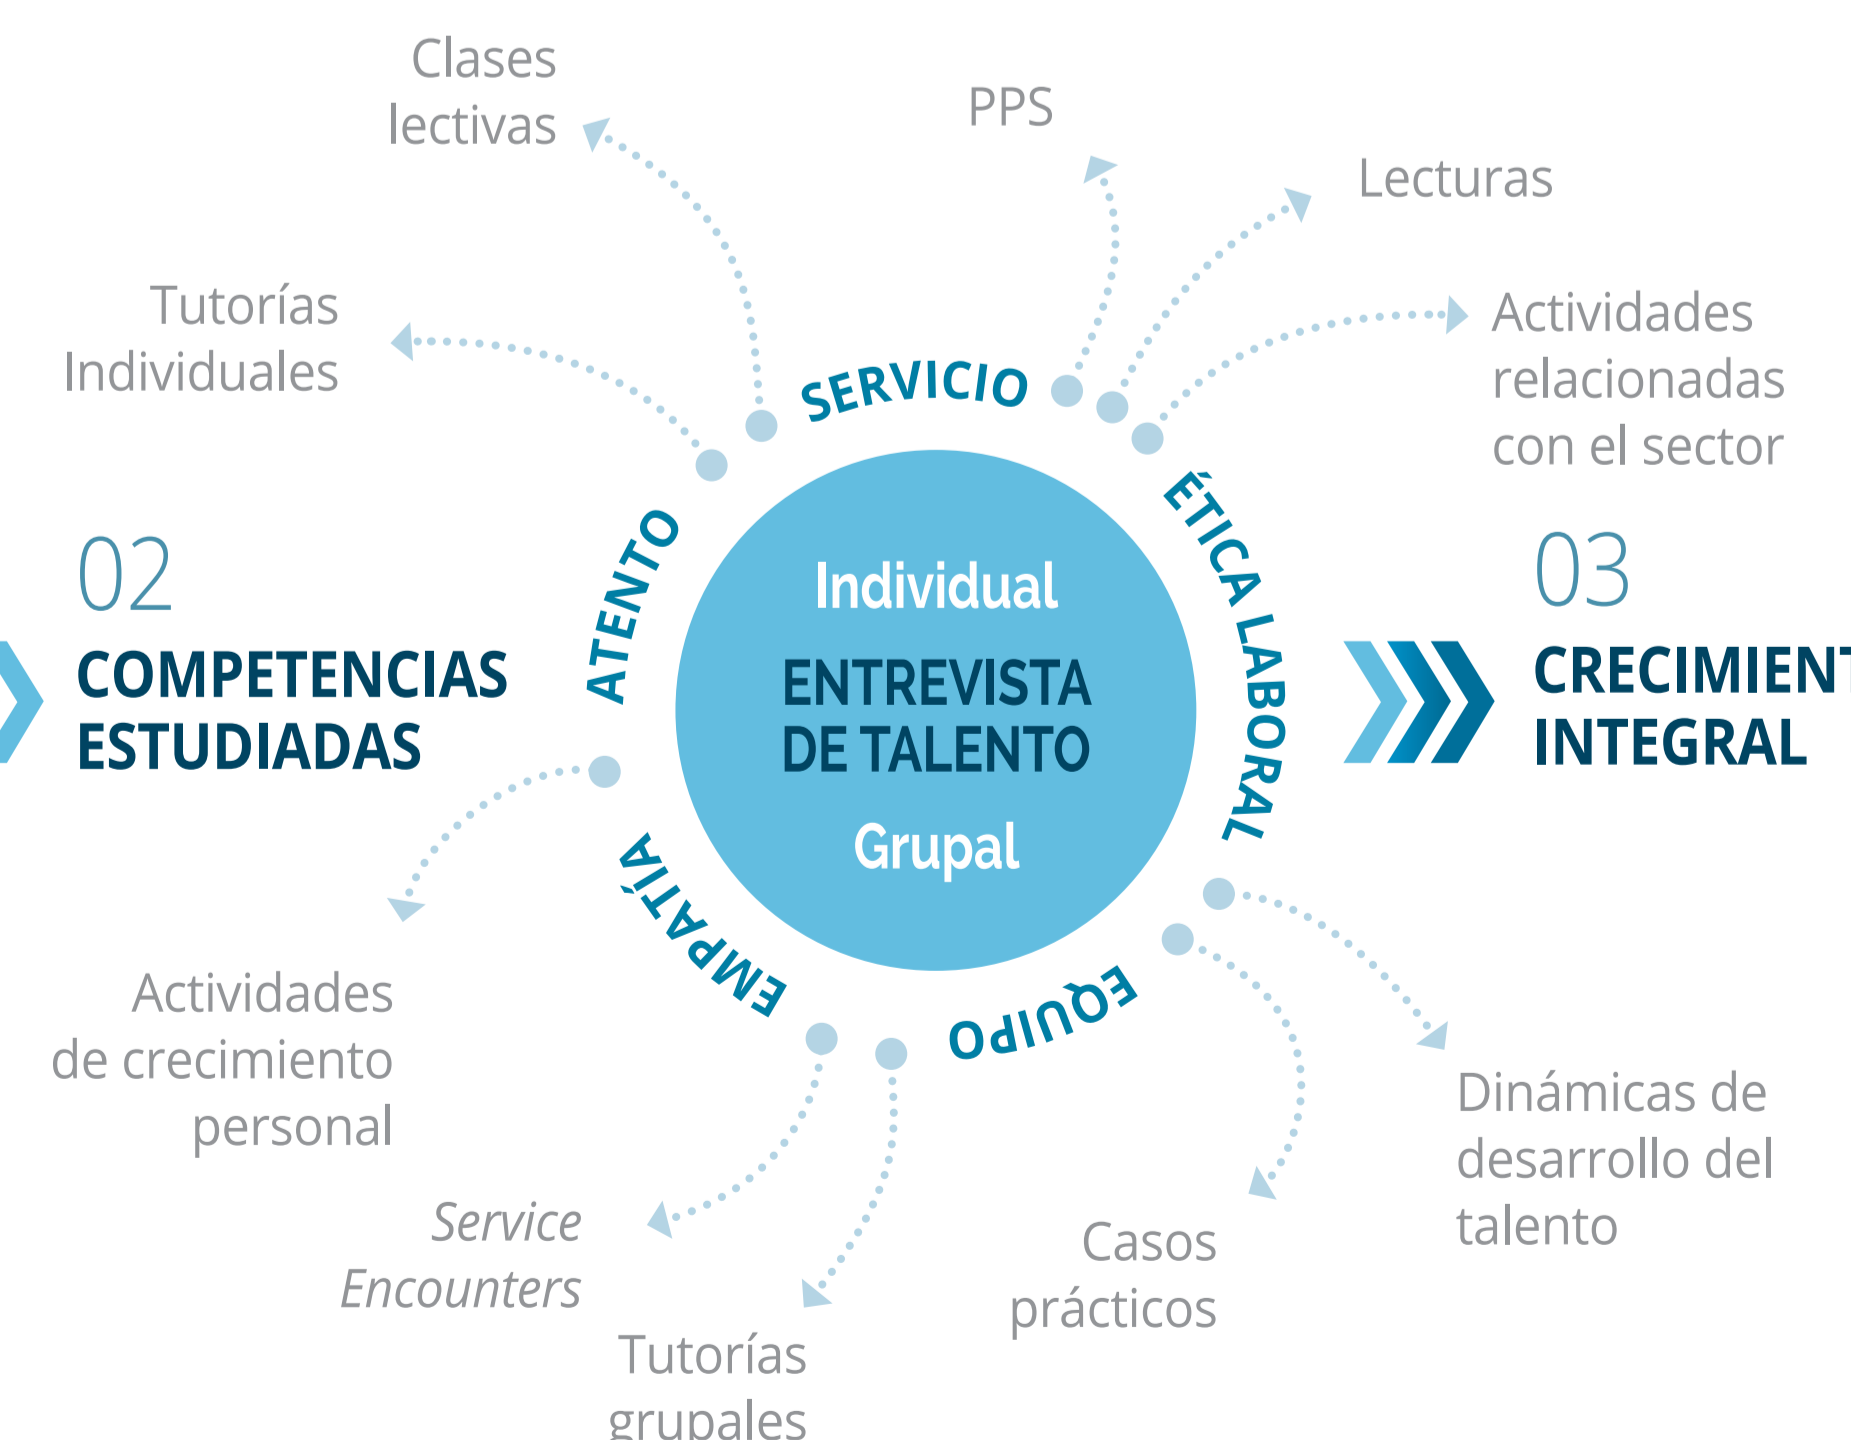 Clases
lectivas
PPS
Lecturas
Tutorías
Individuales
Actividades
relacionadas
con el sector
SERVICIO
ATENTO
ÉTICA LABORAL
EMPATÍA
EQUIPO
02
COMPETENCIAS
ESTUDIADAS
Individual
ENTREVISTA
DE TALENTO
Grupal
03
CRECIMIENT
INTEGRAL
Actividades
de crecimiento
personal
Service
Encounters
Tutorías
grupales
Casos
prácticos
Dinámicas de
desarrollo del
talento